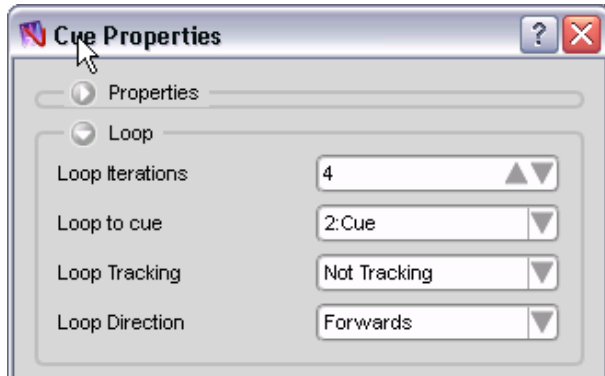 Cue Properties
?
Properties
Loop
Loop Iterations 4
Loop to cue 2:Cue
Loop Tracking Not Tracking
Loop Direction Forwards